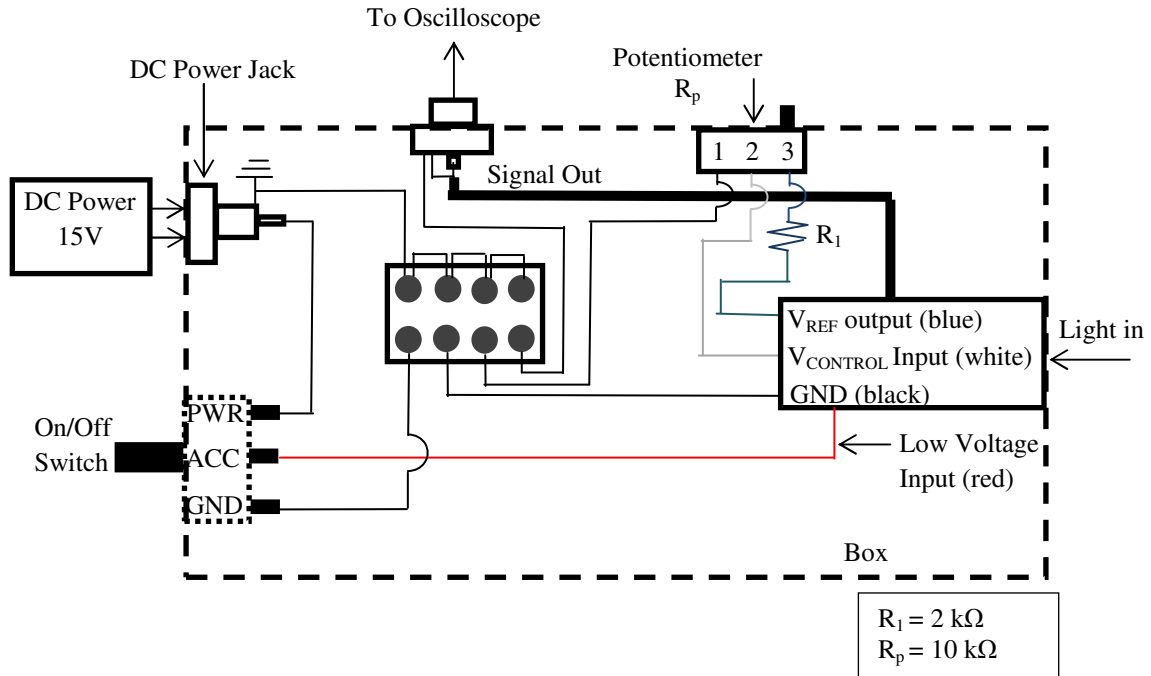 To Oscilloscope
Potentiometer
Rₚ
DC Power Jack
1 2 3
Signal Out
DC Power
15V
R₁
V_REF output (blue)
V_CONTROL Input (white)
GND (black)
Light in
PWR
ACC
GND
On/Off
Switch
Low Voltage
Input (red)
Box
R₁ = 2 kΩ
Rₚ = 10 kΩ